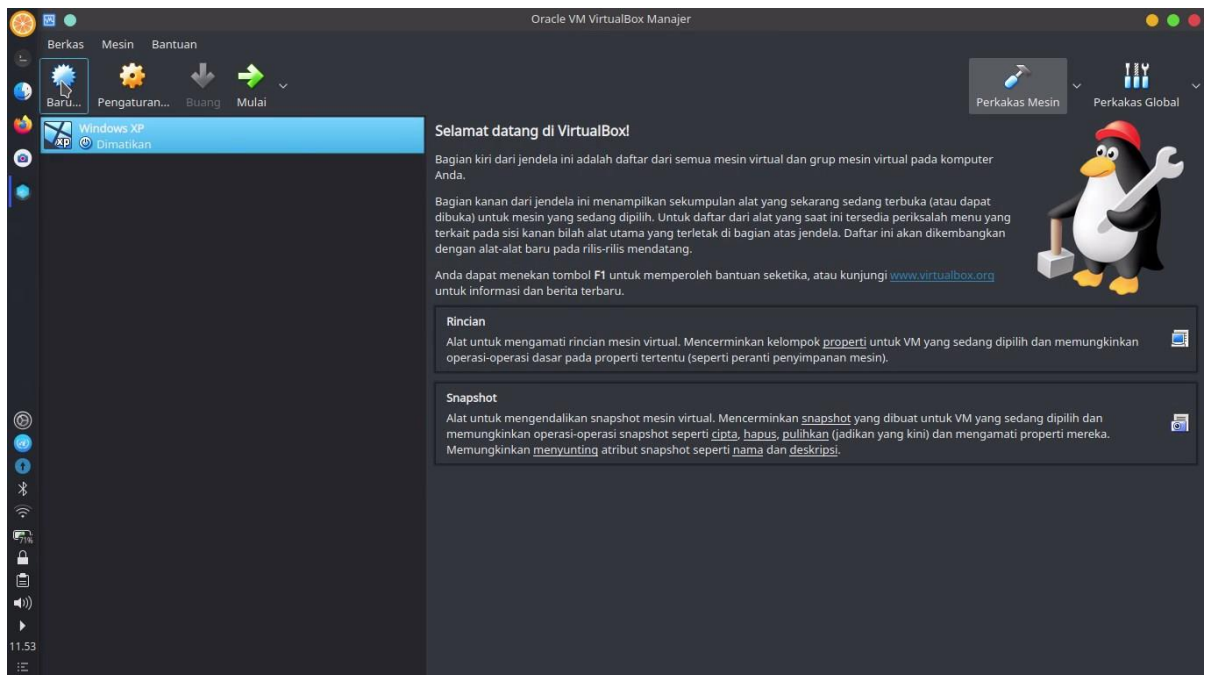 Oracle VM VirtualBox Manajer
Berkas Mesin Bantuan
Baru... Pengaturan... Buang Mulai Perkakas Mesin Perkakas Global
Windows XP
XP Dimatikan
Selamat datang di VirtualBox!
Bagian kiri dari jendela ini adalah daftar dari semua mesin virtual dan grup mesin virtual pada komputer
Anda.
Bagian kanan dari jendela ini menampilkan sekumpulan alat yang sekarang sedang terbuka (atau dapat
dibuka) untuk mesin yang sedang dipilih. Untuk daftar dari alat yang saat ini tersedia periksalah menu yang
terkait pada sisi kanan bilah alat utama yang terletak di bagian atas jendela. Daftar ini akan dikembangkan
dengan alat-alat baru pada rilis-rilis mendatang.
Anda dapat menekan tombol F1 untuk memperoleh bantuan seketika, atau kunjungi www.virtualbox.org
untuk informasi dan berita terbaru.
Rincian
Alat untuk mengamati rincian mesin virtual. Mencerminkan kelompok properti untuk VM yang sedang dipilih dan memungkinkan
operasi-operasi dasar pada properti tertentu (seperti peranti penyimpanan mesin).
Snapshot
Alat untuk mengendalikan snapshot mesin virtual. Mencerminkan snapshot yang dibuat untuk VM yang sedang dipilih dan
memungkinkan operasi-operasi snapshot seperti cipta, hapus, pulihkan (jadikan yang kini) dan mengamati properti mereka.
Memungkinkan menyunting atribut snapshot seperti nama dan deskripsi.
71%
11.53